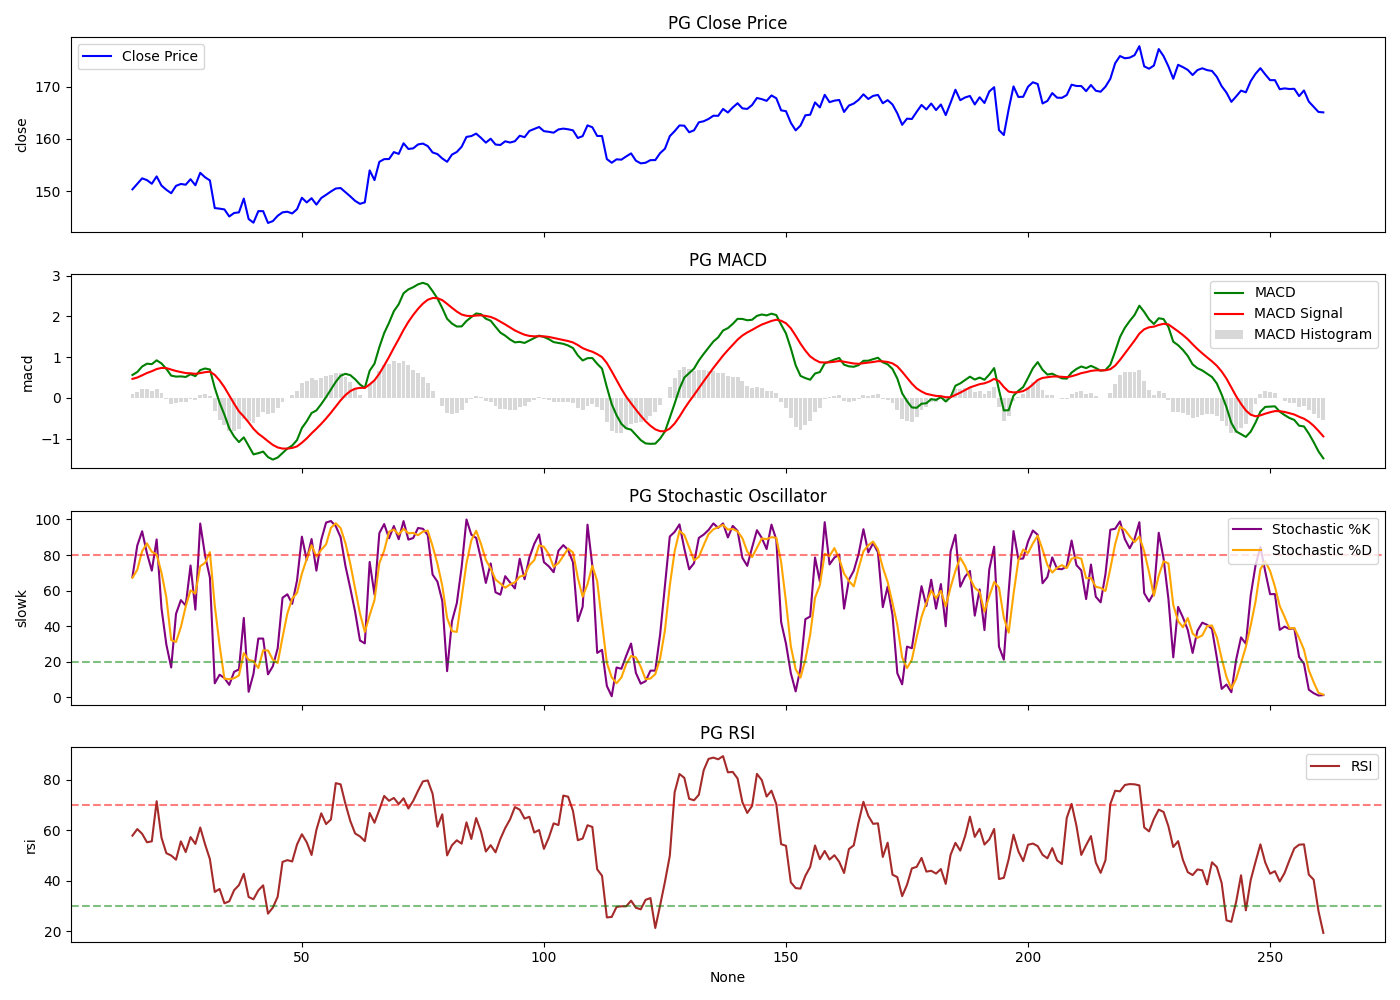 PG Close Price
Close Price
170
160
150
close
PG MACD
3
2
1
0
−1
macd
MACD
MACD Signal
MACD Histogram
PG Stochastic Oscillator
100
80
60
40
20
0
slowk
Stochastic %K
Stochastic %D
PG RSI
80
60
40
20
rsi
RSI
50
100
150
200
250
None